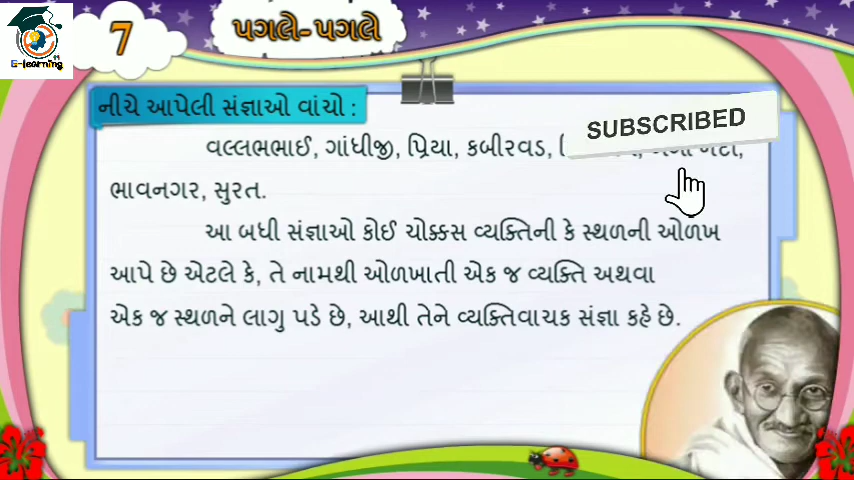 E-learning
7
પગલે-પગલે
નીચે આપેલી સંજ્ઞાઓ વાંચો :
SUBSCRIBED
વલ્લભભાઈ, ગાંધીજી, પ્રિયા, કબીરવડ,
ભાવનગર, સુરત.
આ બધી સંજ્ઞાઓ કોઈ ચોક્કસ વ્યક્તિની કે સ્થળની ઓળખ
આપે છે એટલે કે, તે નામથી ઓળખાતી એક જ વ્યક્તિ અથવા
એક જ સ્થળને લાગુ પડે છે, આથી તેને વ્યક્તિવાચક સંજ્ઞા કહે છે.